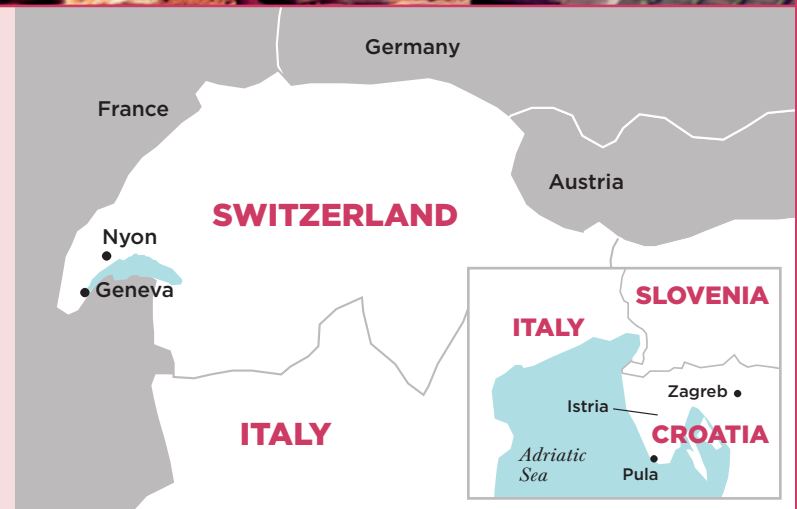 Germany
France
Austria
SWITZERLAND
Nyon
Geneva
ITALY
SLOVENIA
ITALY
Zagreb
Istria
CROATIA
Adriatic
Sea
Pula